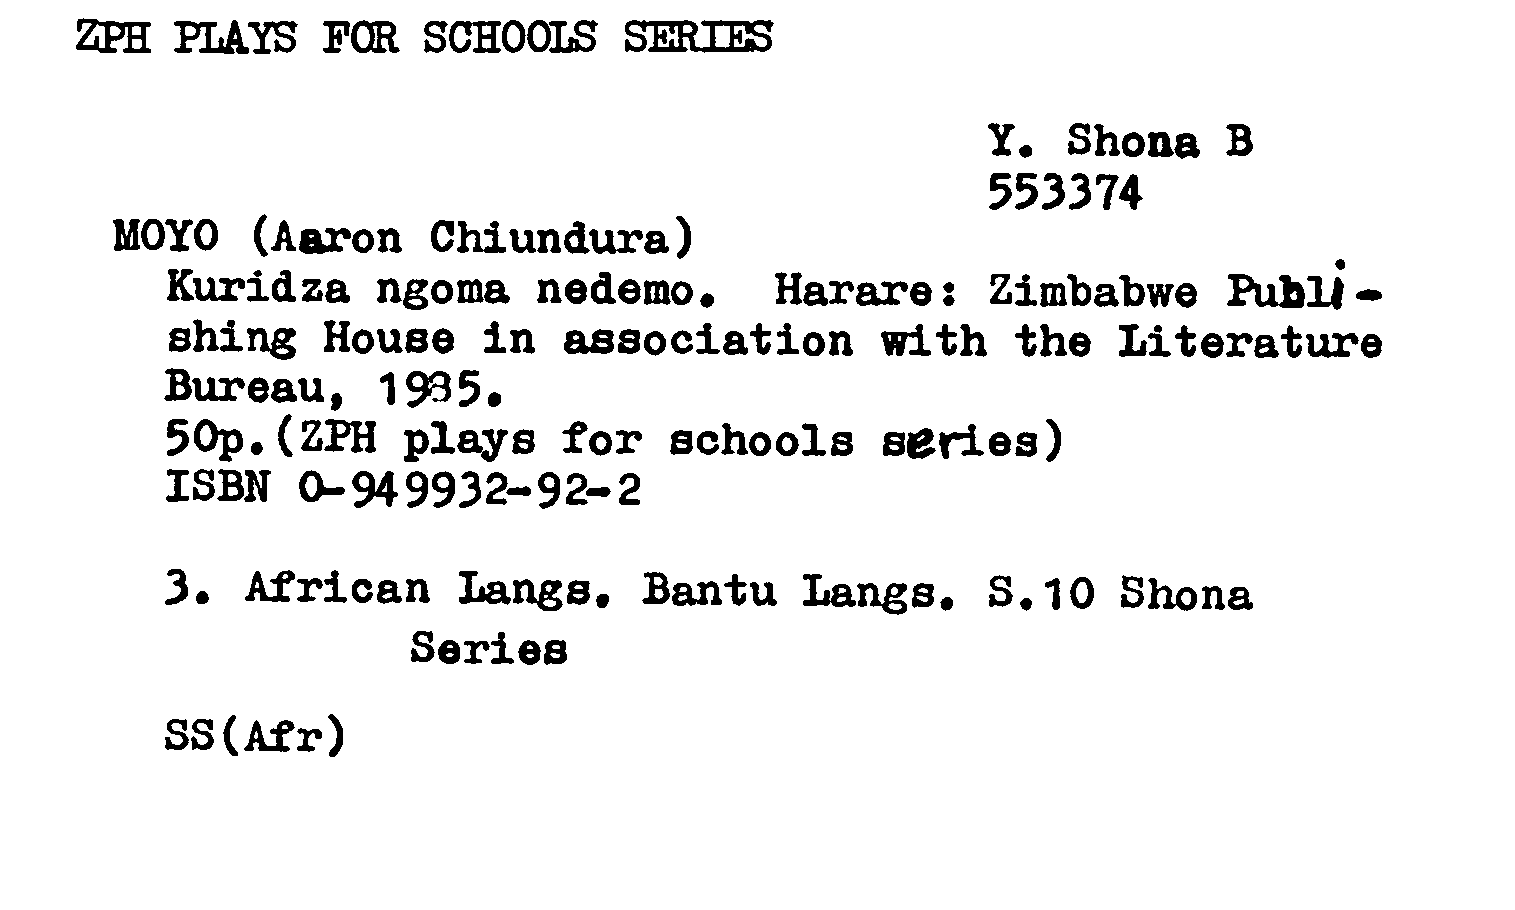 ZPH PLAYS FOR SCHOOLS SERIES
Y. Shona B
553374
MOYO (Aaron Chiundura)
Kuridza ngoma nedemo. Harare: Zimbabwe Publi-
shing House in association with the Literature
Bureau, 1985.
50p.(ZPH plays for schools series)
ISBN 0-949932-92-2
3. African Langs. Bantu Langs. S.10 Shona
Series
SS(Afr)